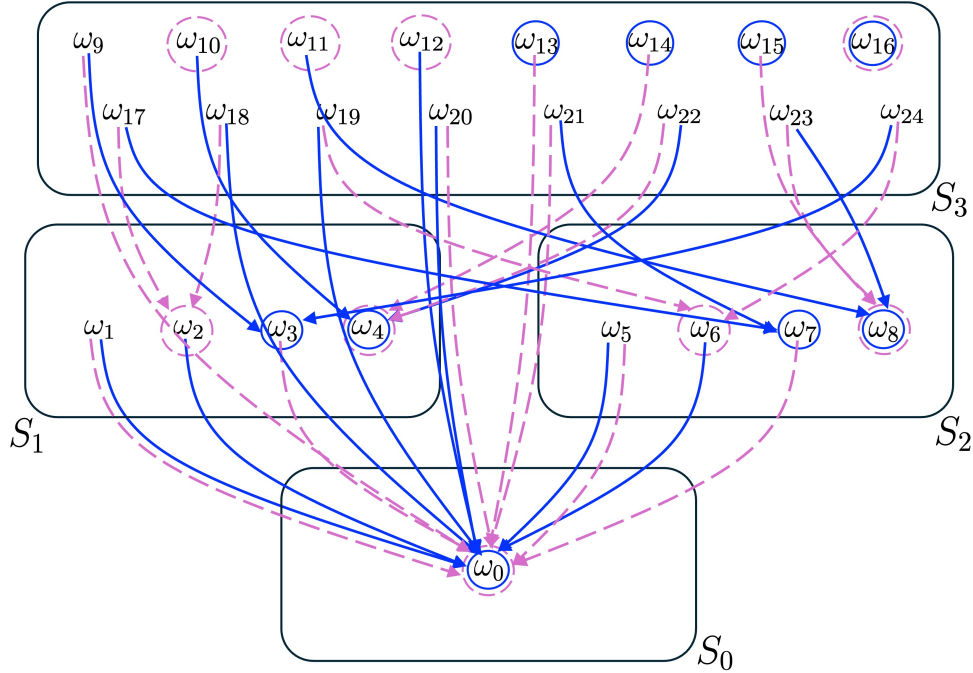 ω₉ ω₁₀ ω₁₁ ω₁₂ ω₁₃ ω₁₄ ω₁₅ ω₁₆
ω₁₇ ω₁₈ ω₁₉ ω₂₀ ω₂₁ ω₂₂ ω₂₃ ω₂₄
S₃
ω₁ ω₂ ω₃ ω₄ ω₅ ω₆ ω₇ ω₈
S₁ S₂
ω₀
S₀